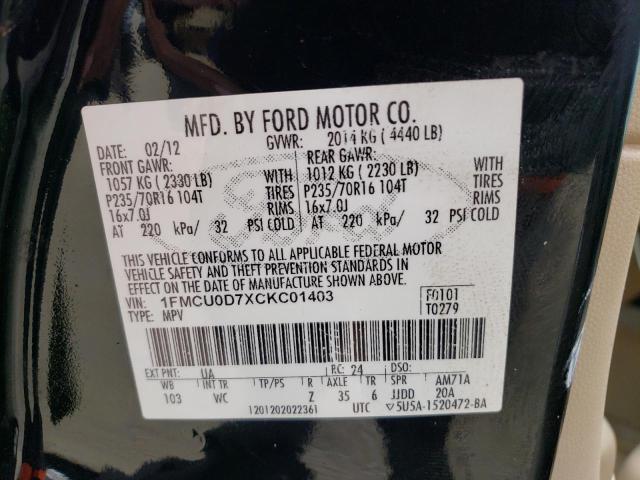 MFD. BY FORD MOTOR CO.
DATE: 02/12 GVWR: 2014 KG ( 4440 LB)
FRONT GAWR: REAR GAWR:
1057 KG ( 2330 LB) WITH 1012 KG ( 2230 LB) WITH
P235/70R16 104T TIRES P235/70R16 104T TIRES
16x7.0J RIMS 16x7.0J RIMS
AT 220 kPa/ 32 PSI COLD AT 220 kPa/ 32 PSI COLD
THIS VEHICLE CONFORMS TO ALL APPLICABLE FEDERAL MOTOR
VEHICLE SAFETY AND THEFT PREVENTION STANDARDS IN
EFFECT ON THE DATE OF MANUFACTURE SHOWN ABOVE.
VIN: 1FMCU0D7XCKC01403 F0101
TYPE: MPV T0279
EXT PNT: UA RC: 24 DSO:
WB INT TR TP/PS R AXLE TR SPR AM71A
103 WC Z 35 6 JJDD 20A
1201202022361 UTC 5U5A-1520472-BA